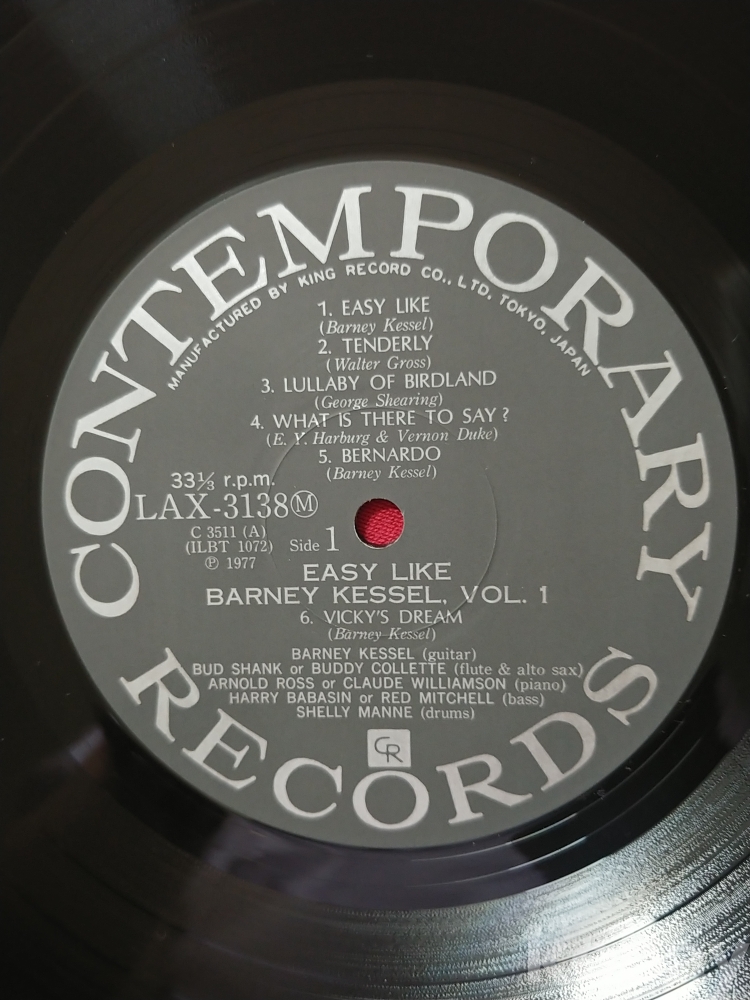 CONTEMPORARY
MANUFACTURED BY KING RECORD CO., LTD, TOKYO, JAPAN
1. EASY LIKE
(Barney Kessel)
2. TENDERLY
(Walter Gross)
3. LULLABY OF BIRDLAND
(George Shearing)
4. WHAT IS THERE TO SAY?
(E. Y. Harburg & Vernon Duke)
5. BERNARDO
(Barney Kessel)
33⅓ r.p.m.
LAX-3138Ⓜ
C 3511 (A)
(ILBT 1072) Side 1
℗ 1977
EASY LIKE
BARNEY KESSEL, VOL. 1
6. VICKY'S DREAM
(Barney Kessel)
BARNEY KESSEL (guitar)
BUD SHANK or BUDDY COLLETTE (flute & alto sax)
ARNOLD ROSS or CLAUDE WILLIAMSON (piano)
HARRY BABASIN or RED MITCHELL (bass)
SHELLY MANNE (drums)
CR
RECORDS